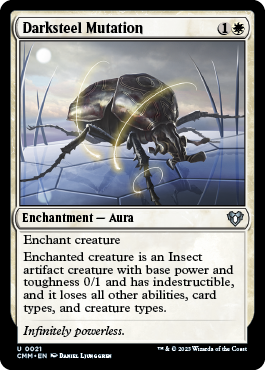 Darksteel Mutation 1
Enchantment — Aura
Enchant creature
Enchanted creature is an Insect
artifact creature with base power and
toughness 0/1 and has indestructible,
and it loses all other abilities, card
types, and creature types.
Infinitely powerless.
U 0021
CMM • EN Daniel Ljunggren
™ & © 2023 Wizards of the Coast